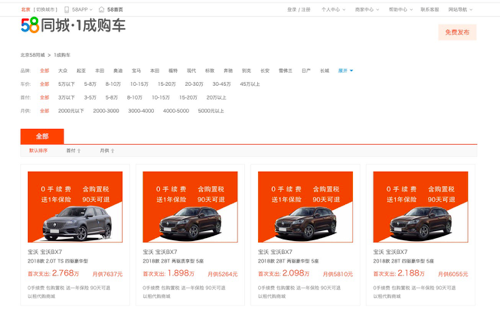 北京 [切换城市] 58APP 58首页 登录 / 注册 个人中心 商家中心 帮助中心 联系客服 网站导航
58同城·1成购车 免费发布
北京58同城 > 1成购车
品牌: 全部 大众 起亚 丰田 奥迪 宝马 本田 福特 现代 标致 奔驰 别克 长安 雪佛兰 日产 长城 展开
车价: 全部 5万以下 5-8万 8-10万 10-15万 15-20万 20-30万 30-45万 45万以上
首付: 全部 3万以下 3-5万 5-8万 8-10万 10-15万 15-20万 20万以上
月供: 全部 2000元以下 2000-3000 3000-4000 4000-5000 5000元以上
全部
默认排序 首付 月供
0手续费 含购置税
送1年保险 90天可退
宝沃 宝沃BX7
2018款 2.0T TS 四驱豪华型
首次支出: 2.768万 月供7637元
0手续费 包购置税 送一年保险 90天可退
以租代购商城
0手续费 含购置税
送1年保险 90天可退
宝沃 宝沃BX7
2018款 28T 两驱进享型 5座
首次支出: 1.898万 月供5264元
0手续费 包购置税 送一年保险 90天可退
以租代购商城
0手续费 含购置税
送1年保险 90天可退
宝沃 宝沃BX7
2018款 28T 两驱豪华型 5座
首次支出: 2.098万 月供5810元
0手续费 包购置税 送一年保险 90天可退
以租代购商城
0手续费 含购置税
送1年保险 90天可退
宝沃 宝沃BX7
2018款 28T 四驱豪华型 5座
首次支出: 2.188万 月供6055元
0手续费 包购置税 送一年保险 90天可退
以租代购商城